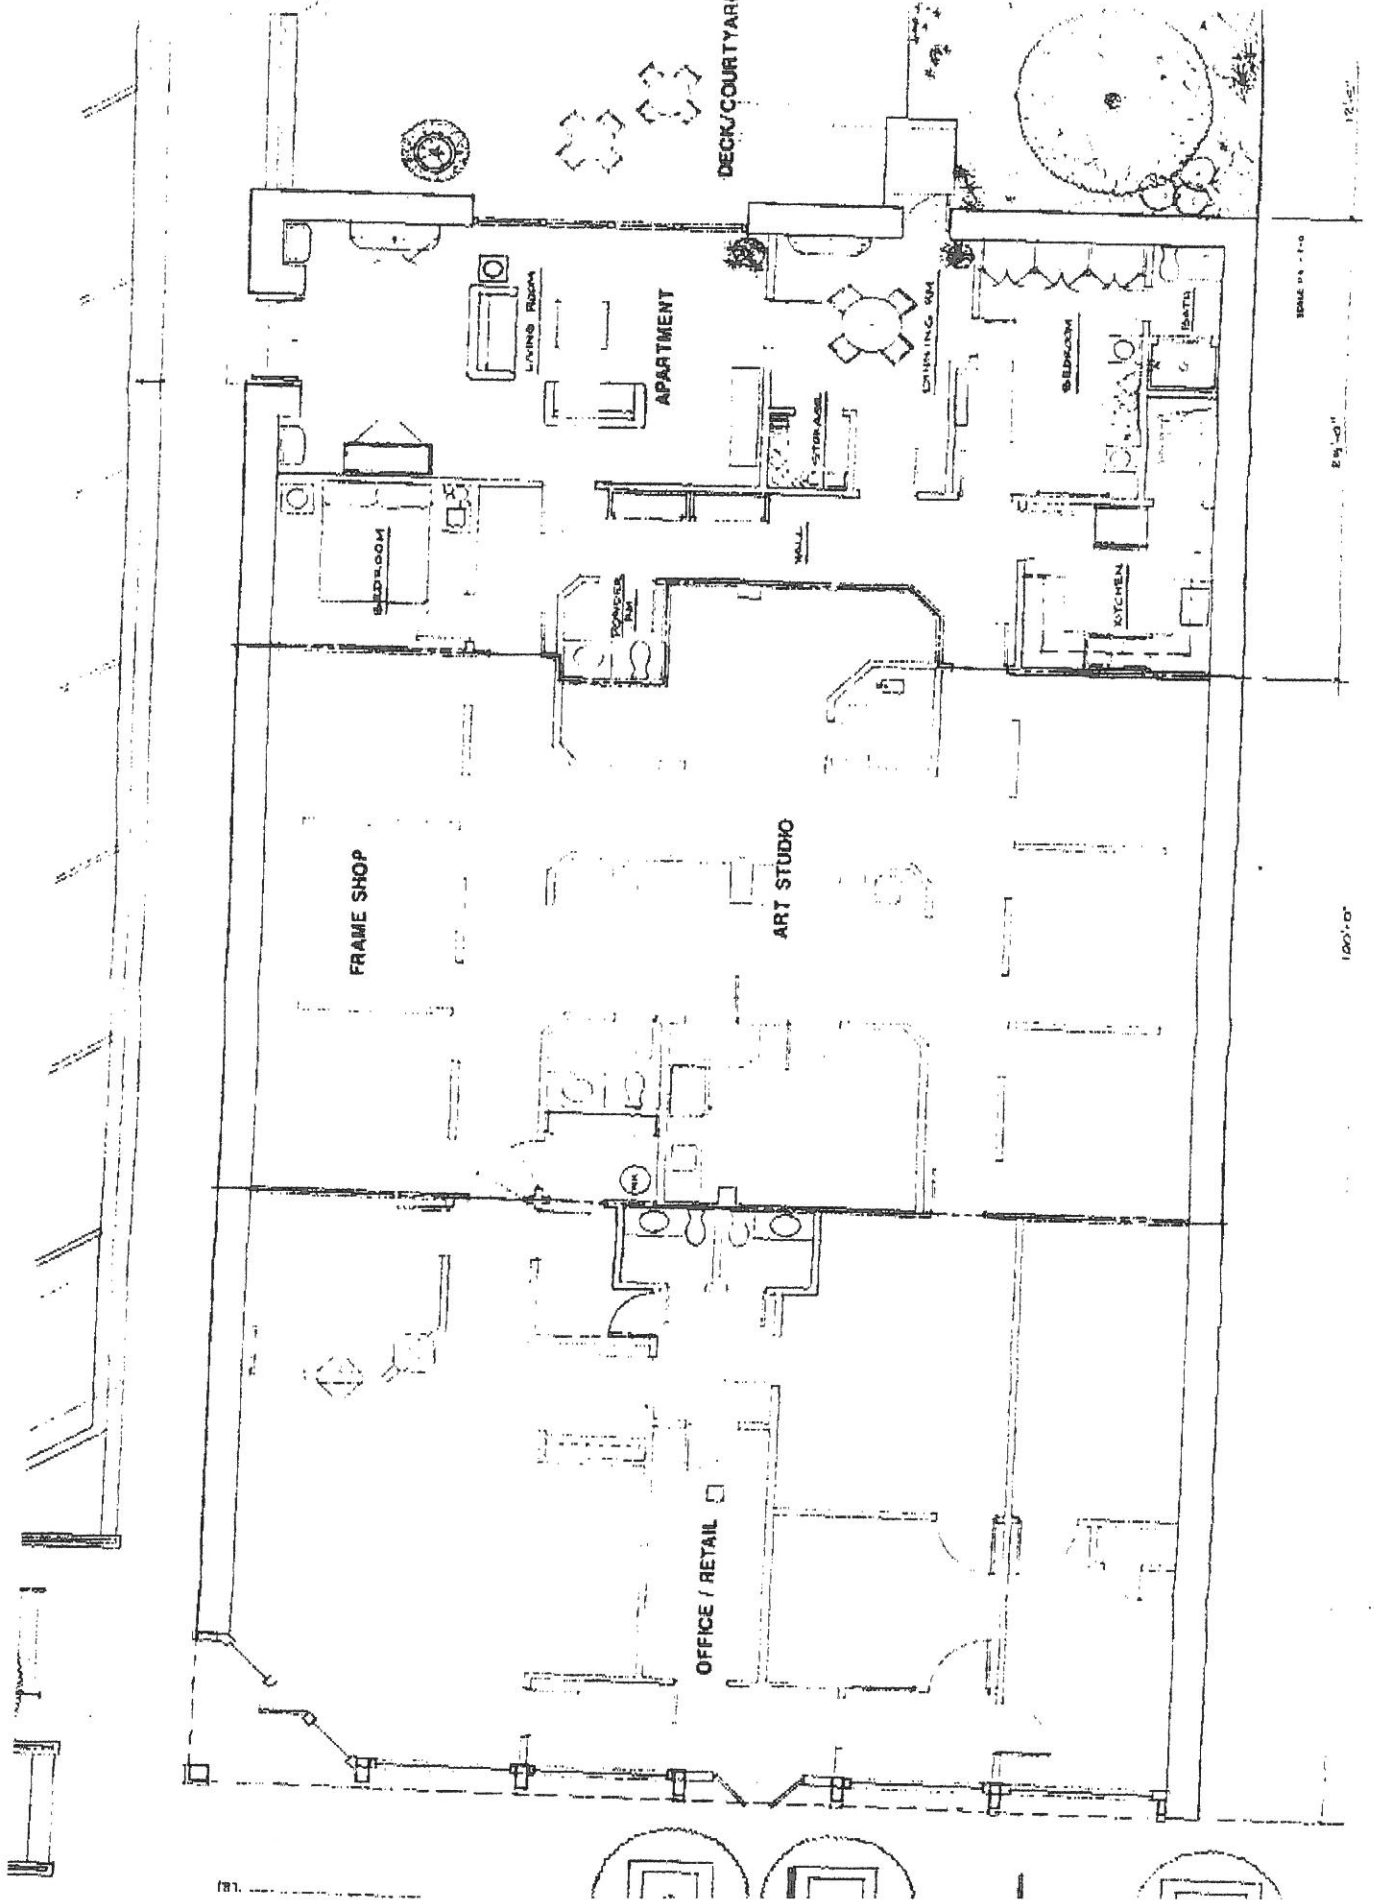 DECK/COURTYARD
LIVING ROOM
APARTMENT
DINING RM
BEDROOM
BATH
STORAGE
BEDROOM
POWDER
RM
HALL
KITCHEN
FRAME SHOP
ART STUDIO
OFFICE / RETAIL
100'-0"